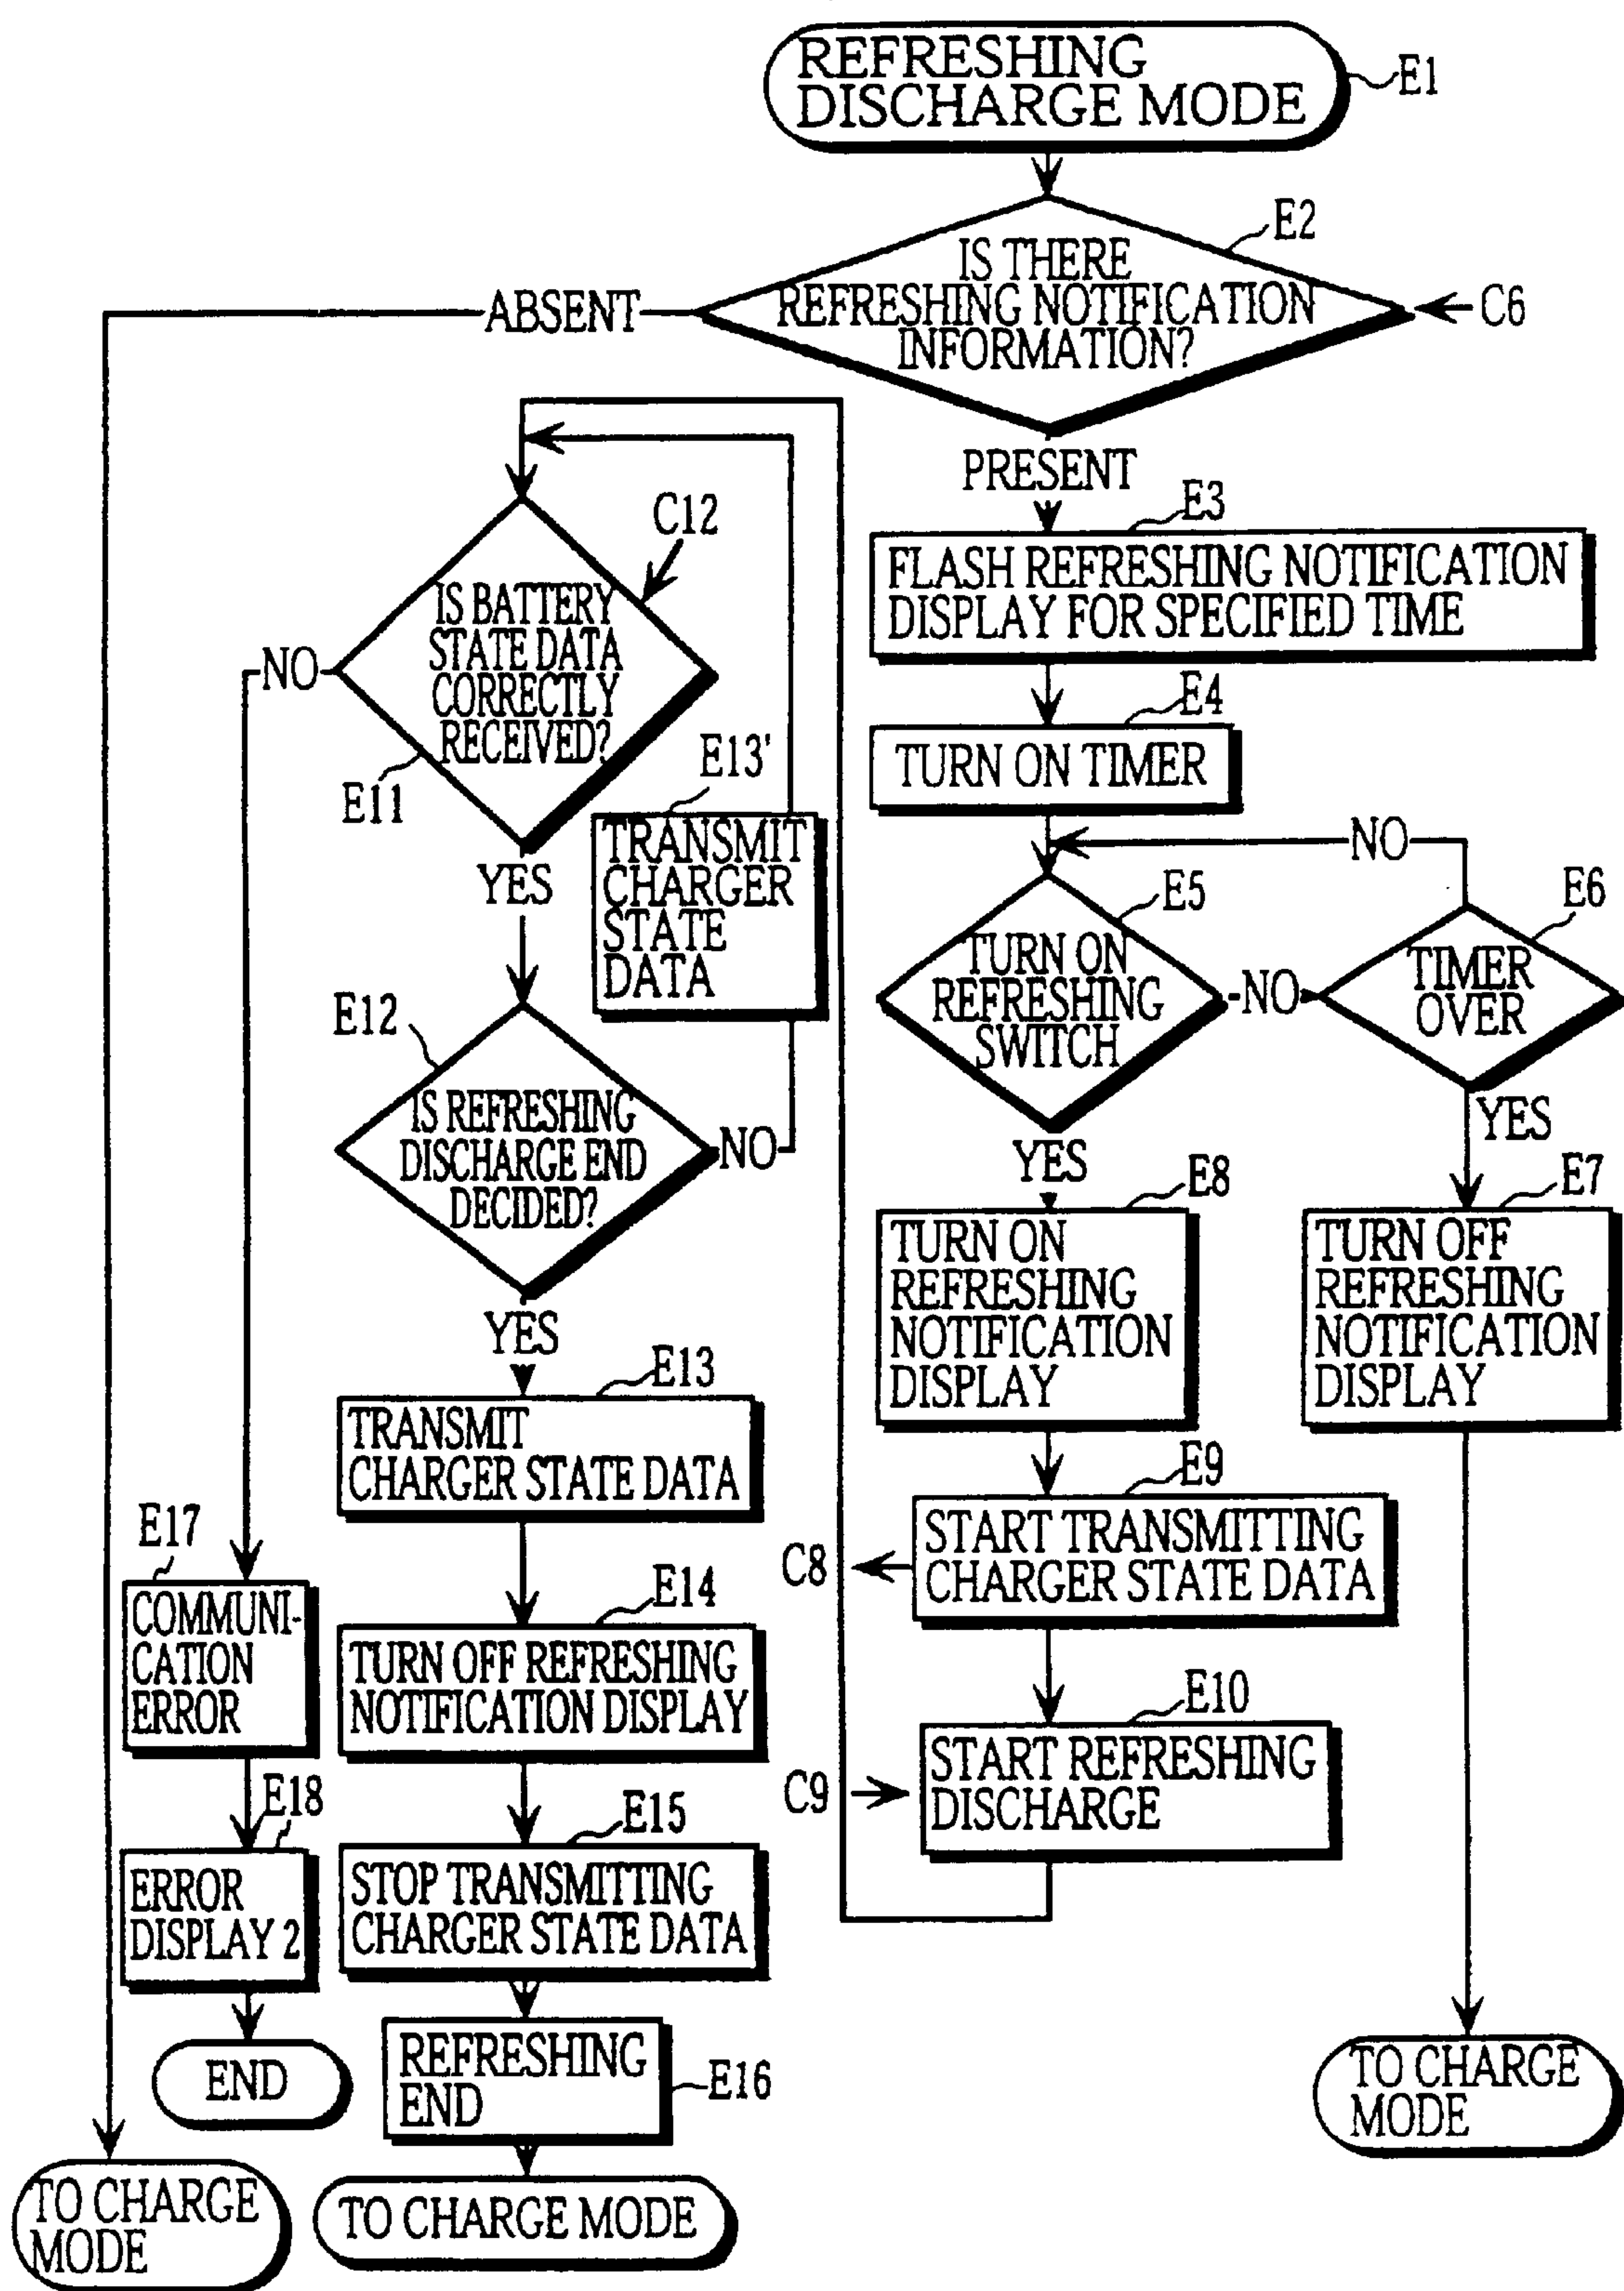 REFRESHING
DISCHARGE MODE
E1
E2
IS THERE
REFRESHING NOTIFICATION
INFORMATION?
C6
ABSENT
PRESENT
E3
FLASH REFRESHING NOTIFICATION
DISPLAY FOR SPECIFIED TIME
E4
TURN ON TIMER
NO
E5
TURN ON
REFRESHING
SWITCH
NO
E6
TIMER
OVER
YES
YES
E7
TURN OFF
REFRESHING
NOTIFICATION
DISPLAY
E8
TURN ON
REFRESHING
NOTIFICATION
DISPLAY
E9
START TRANSMITTING
CHARGER STATE DATA
C8
E10
START REFRESHING
DISCHARGE
C9
TO CHARGE
MODE
C12
IS BATTERY
STATE DATA
CORRECTLY
RECEIVED?
E11
NO
YES
E13'
TRANSMIT
CHARGER
STATE
DATA
E12
IS REFRESHING
DISCHARGE END
DECIDED?
NO
YES
E13
TRANSMIT
CHARGER STATE DATA
E14
TURN OFF REFRESHING
NOTIFICATION DISPLAY
E15
STOP TRANSMITTING
CHARGER STATE DATA
REFRESHING
END
E16
TO CHARGE MODE
E17
COMMUNI-
CATION
ERROR
E18
ERROR
DISPLAY 2
END
TO CHARGE
MODE